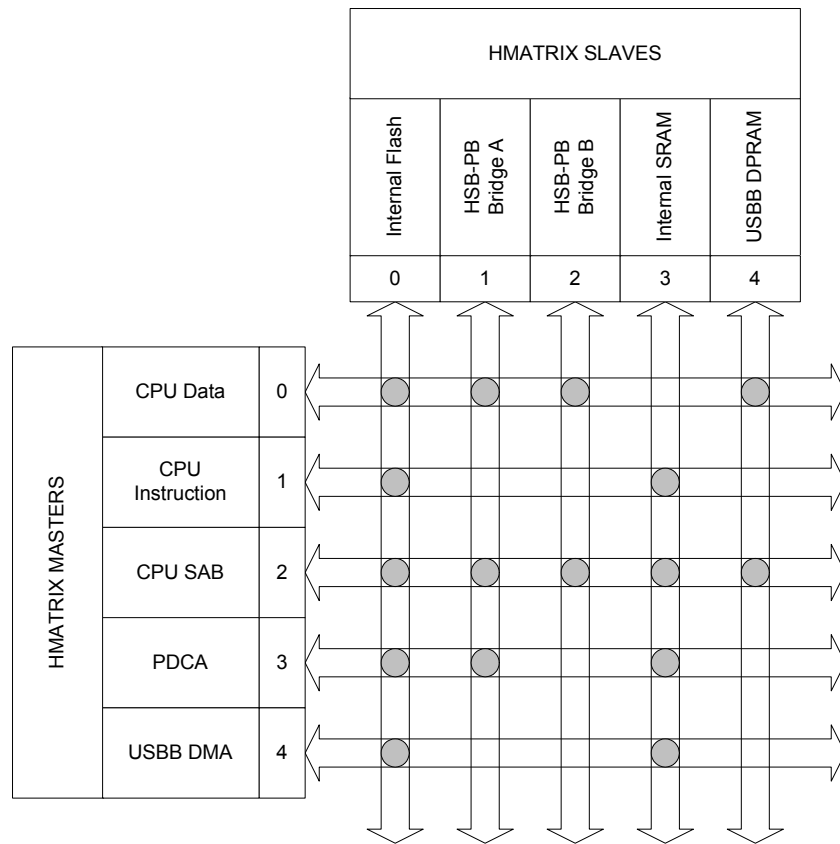 HMATRIX SLAVES
Internal Flash
HSB-PB
Bridge A
HSB-PB
Bridge B
Internal SRAM
USBB DPRAM
0 1 2 3 4
HMATRIX MASTERS
CPU Data 0
CPU
Instruction 1
CPU SAB 2
PDCA 3
USBB DMA 4